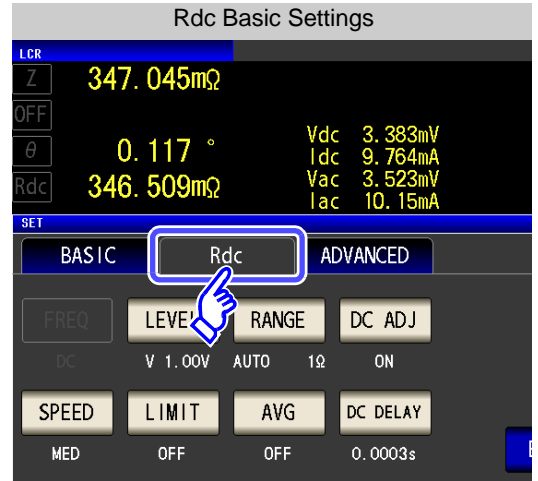 Rdc Basic Settings
LCR
Z 347.045mΩ
OFF
θ 0.117 ° Vdc 3.383mV
Idc 9.764mA
Rdc 346.509mΩ Vac 3.523mV
Iac 10.15mA
SET
BASIC Rdc ADVANCED
FREQ LEVEL RANGE DC ADJ
DC V 1.00V AUTO 1Ω ON
SPEED LIMIT AVG DC DELAY
MED OFF OFF 0.0003s